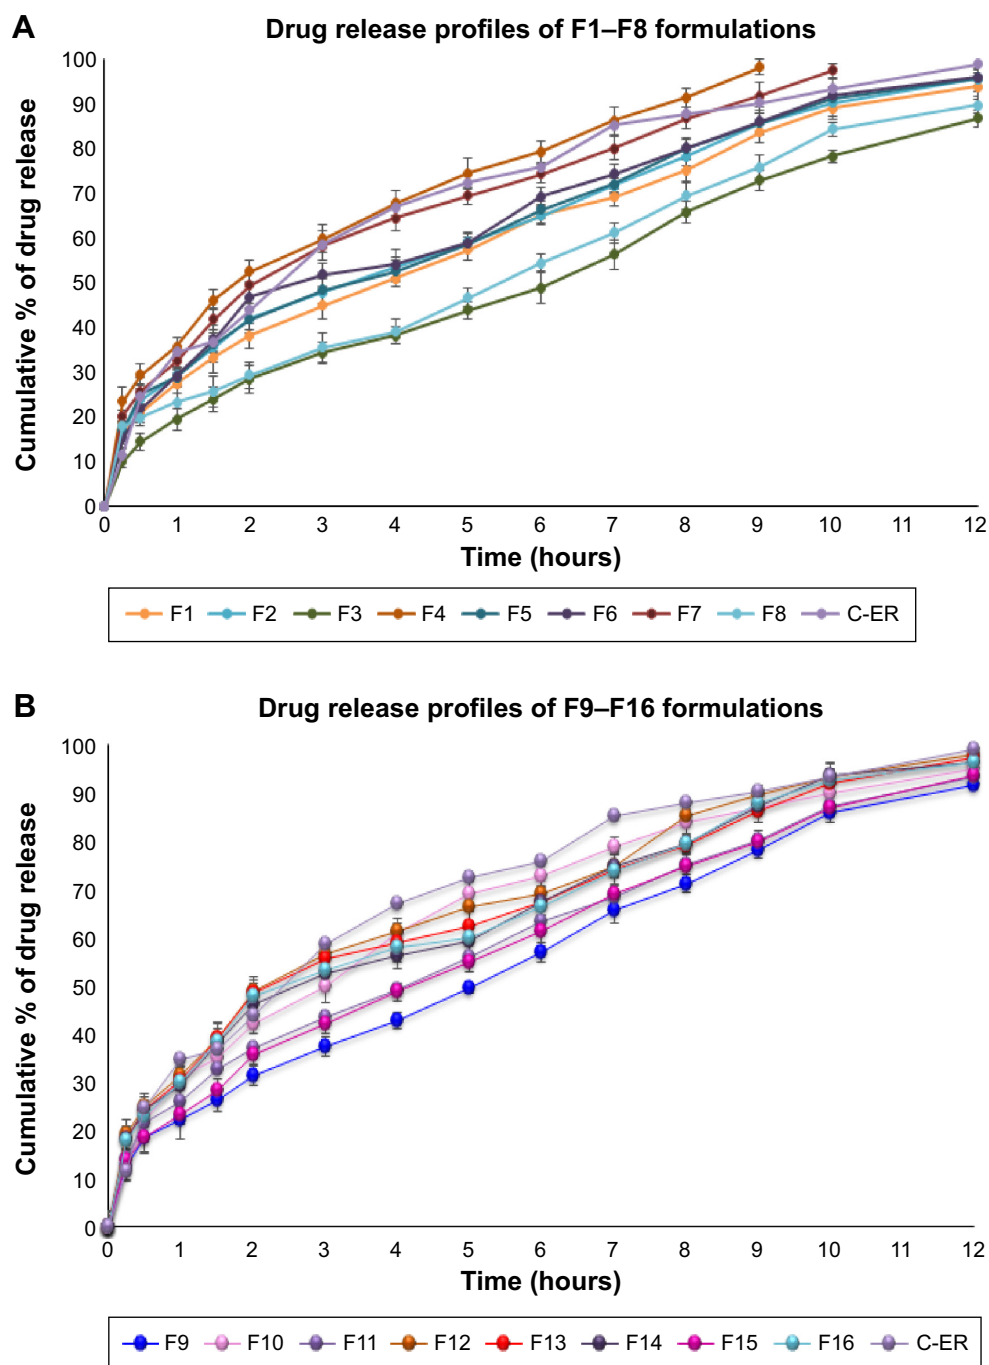 A
Drug release profiles of F1–F8 formulations
Cumulative % of drug release
100
90
80
70
60
50
40
30
20
10
0
0 1 2 3 4 5 6 7 8 9 10 11 12
Time (hours)
F1 F2 F3 F4 F5 F6 F7 F8 C-ER
B
Drug release profiles of F9–F16 formulations
Cumulative % of drug release
100
90
80
70
60
50
40
30
20
10
0
0 1 2 3 4 5 6 7 8 9 10 11 12
Time (hours)
F9 F10 F11 F12 F13 F14 F15 F16 C-ER